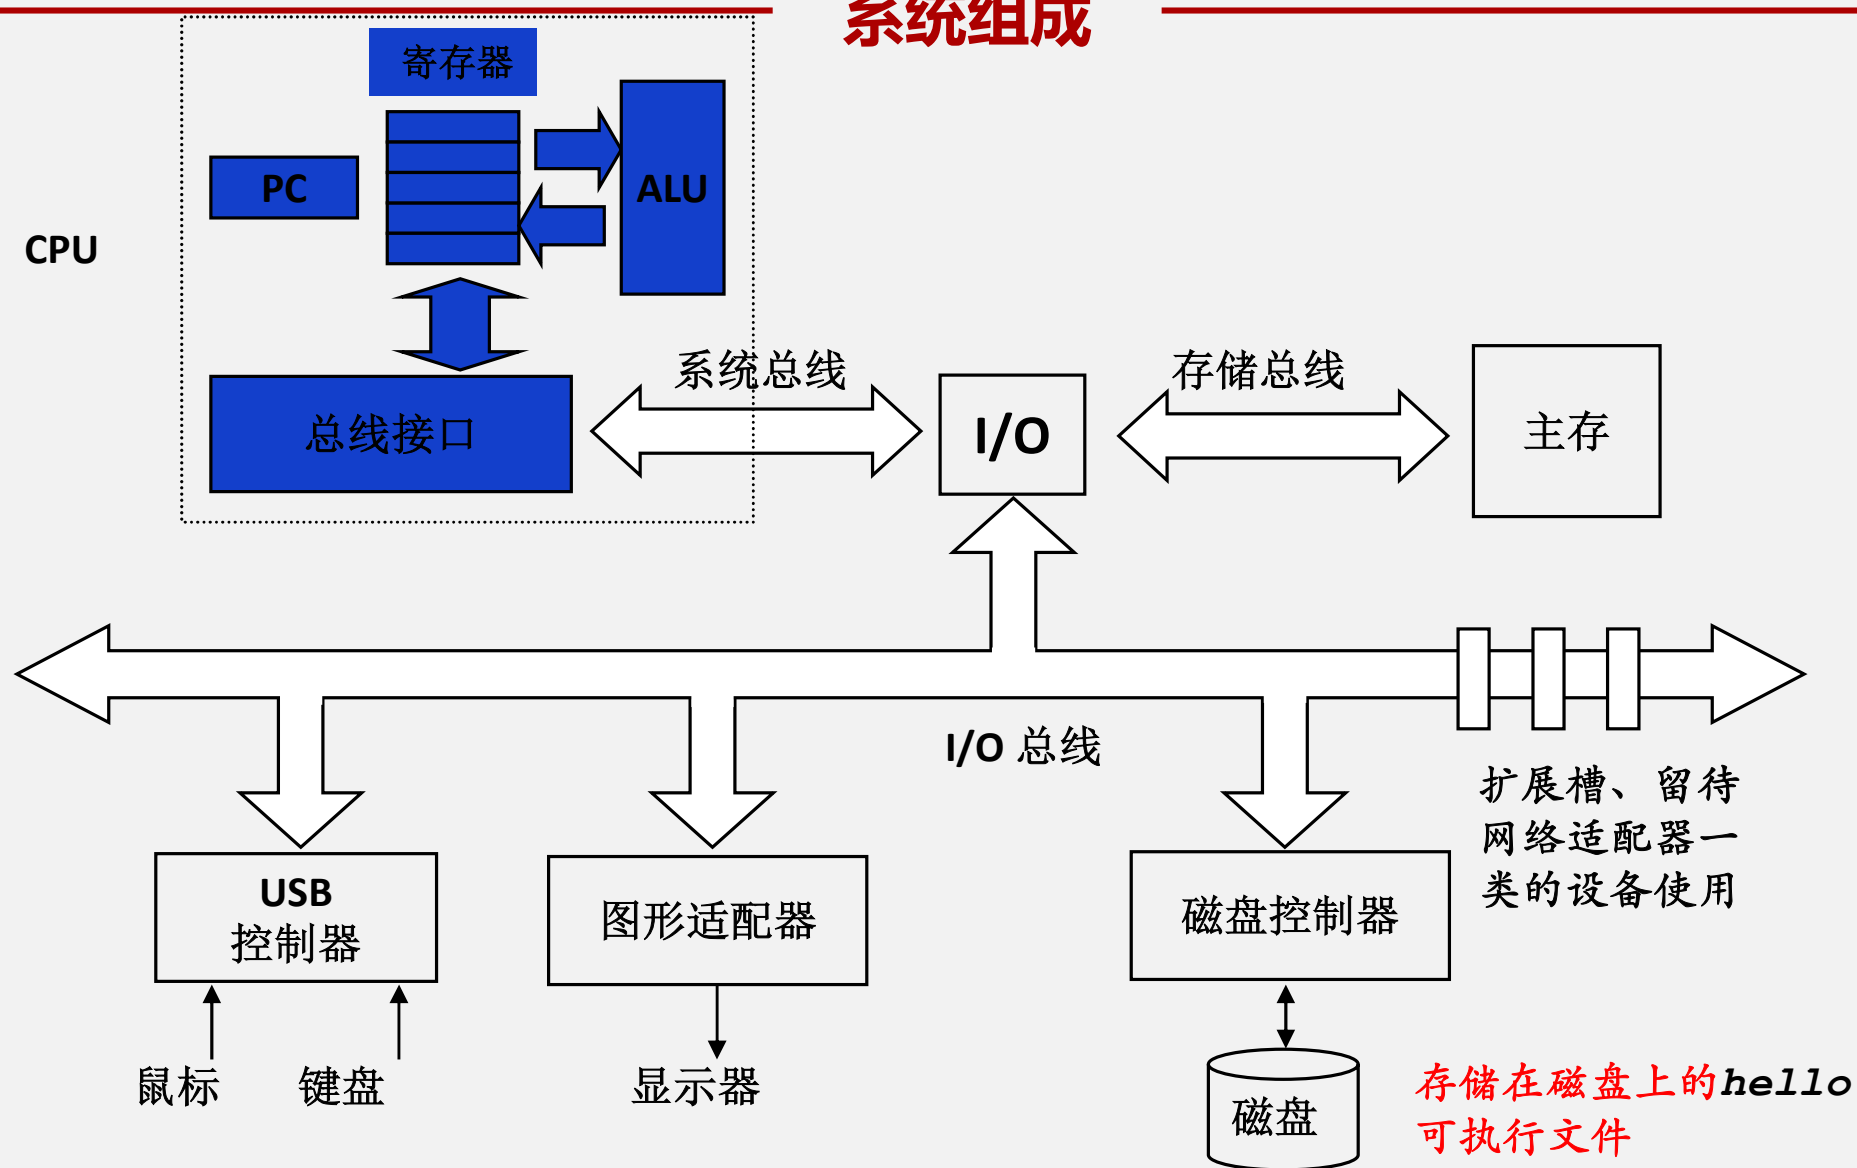 系统组成
寄存器
PC
ALU
CPU
系统总线
存储总线
总线接口
I/O
主存
I/O 总线
扩展槽、留待
网络适配器一
类的设备使用
USB
控制器
图形适配器
磁盘控制器
鼠标
键盘
显示器
磁盘
存储在磁盘上的hello
可执行文件